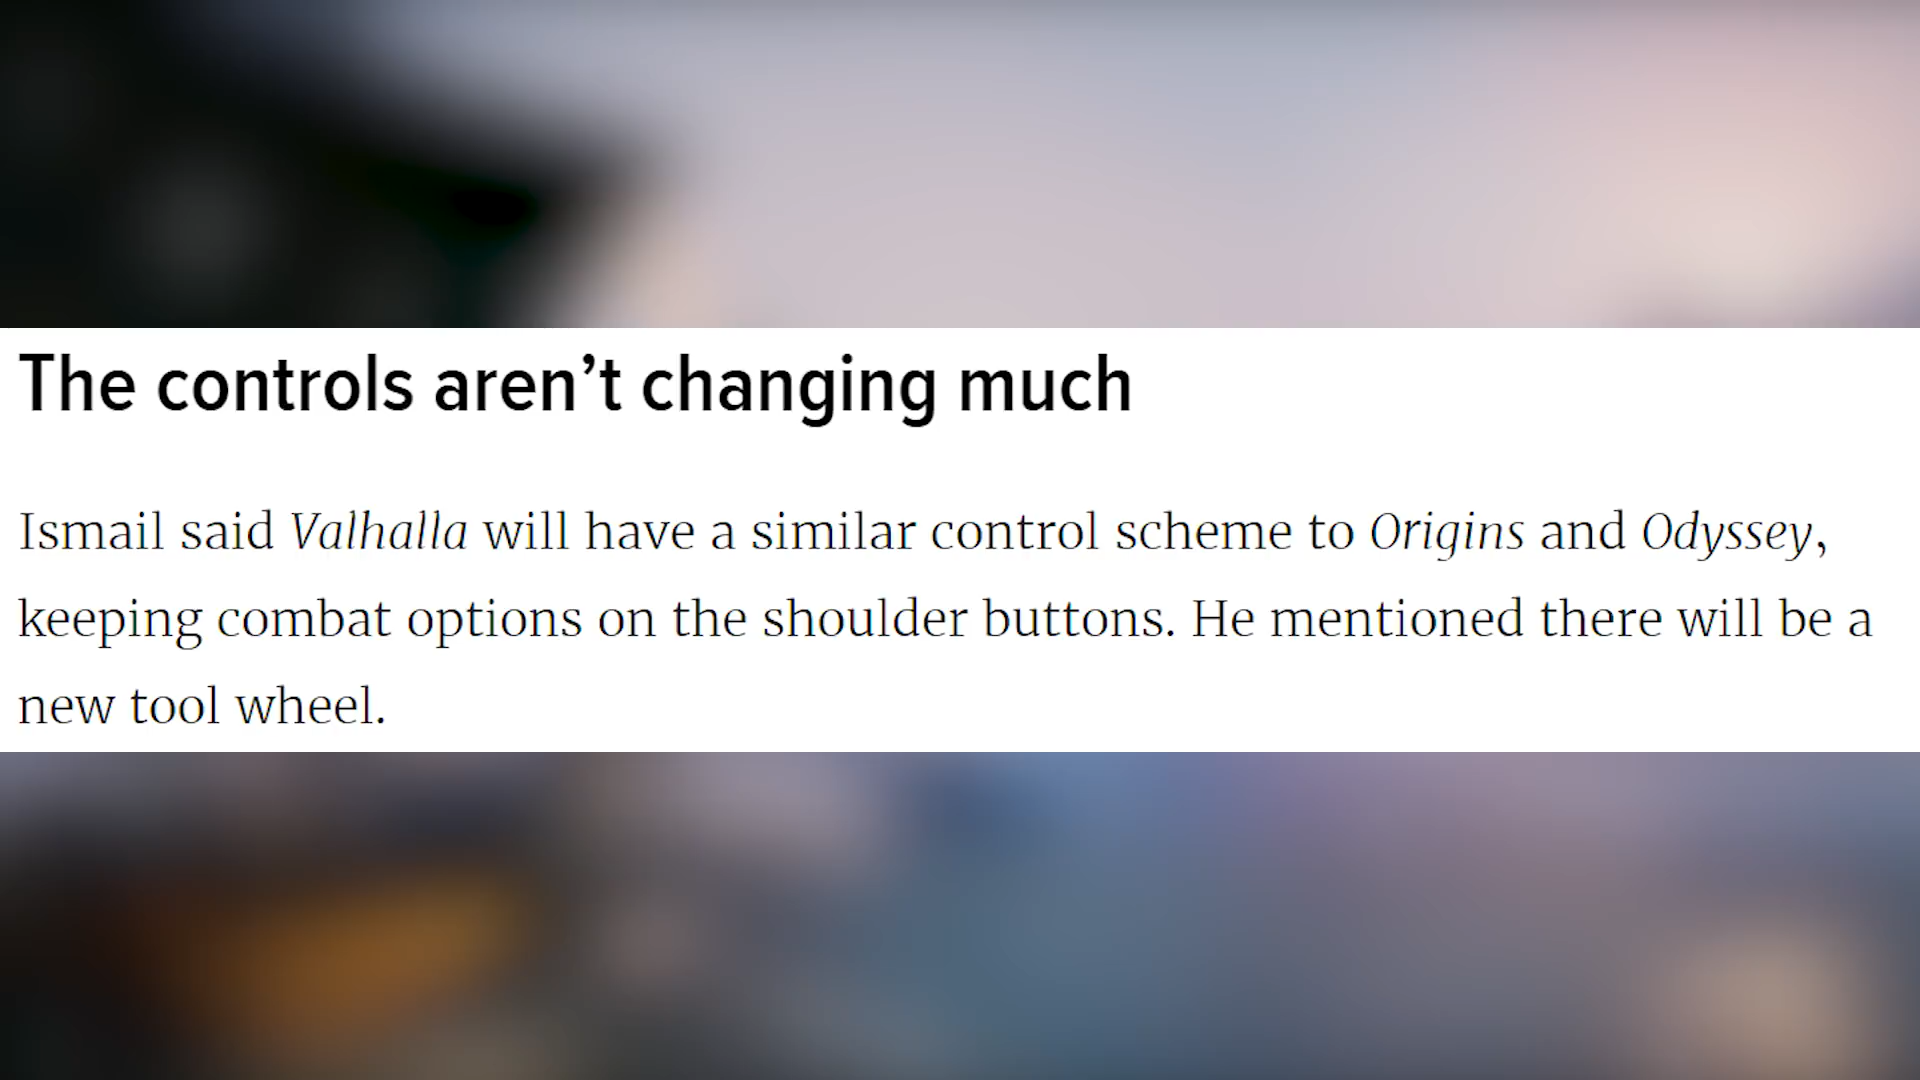 The controls aren’t changing much
Ismail said Valhalla will have a similar control scheme to Origins and Odyssey,
keeping combat options on the shoulder buttons. He mentioned there will be a
new tool wheel.